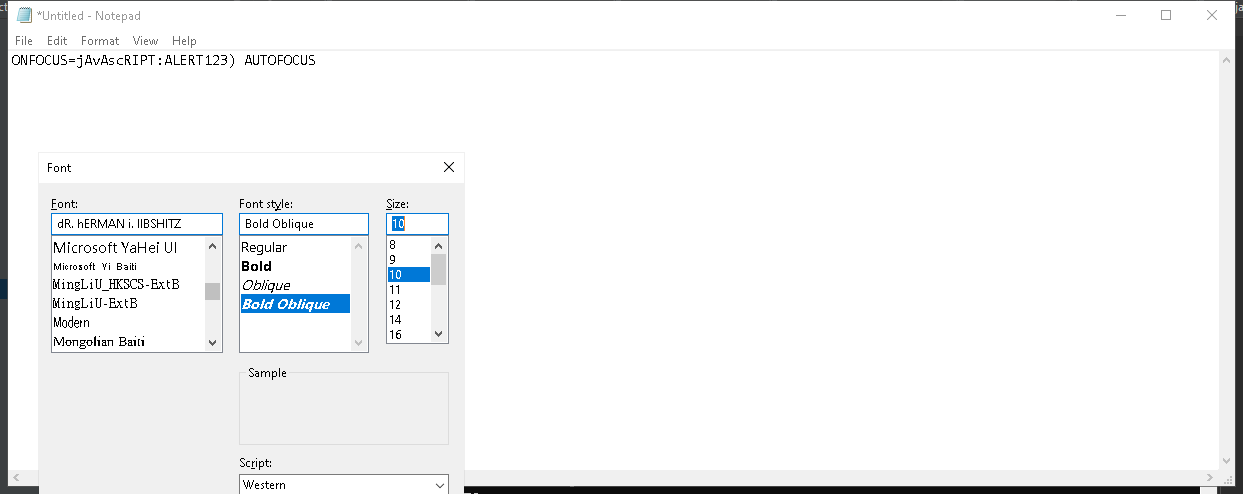 *Untitled - Notepad
File Edit Format View Help
ONFOCUS=jAvAscRIPT:ALERT123) AUTOFOCUS
Font
Font: Font style: Size:
dR. hERMAN i. lIBSHITZ Bold Oblique 10
Microsoft YaHei UI Regular 8
Microsoft Yi Baiti Bold 9
MingLiU_HKSCS-ExtB Oblique 10
MingLiU-ExtB Bold Oblique 11
Modern 12
Mongolian Baiti 14
16
Sample
Script:
Western